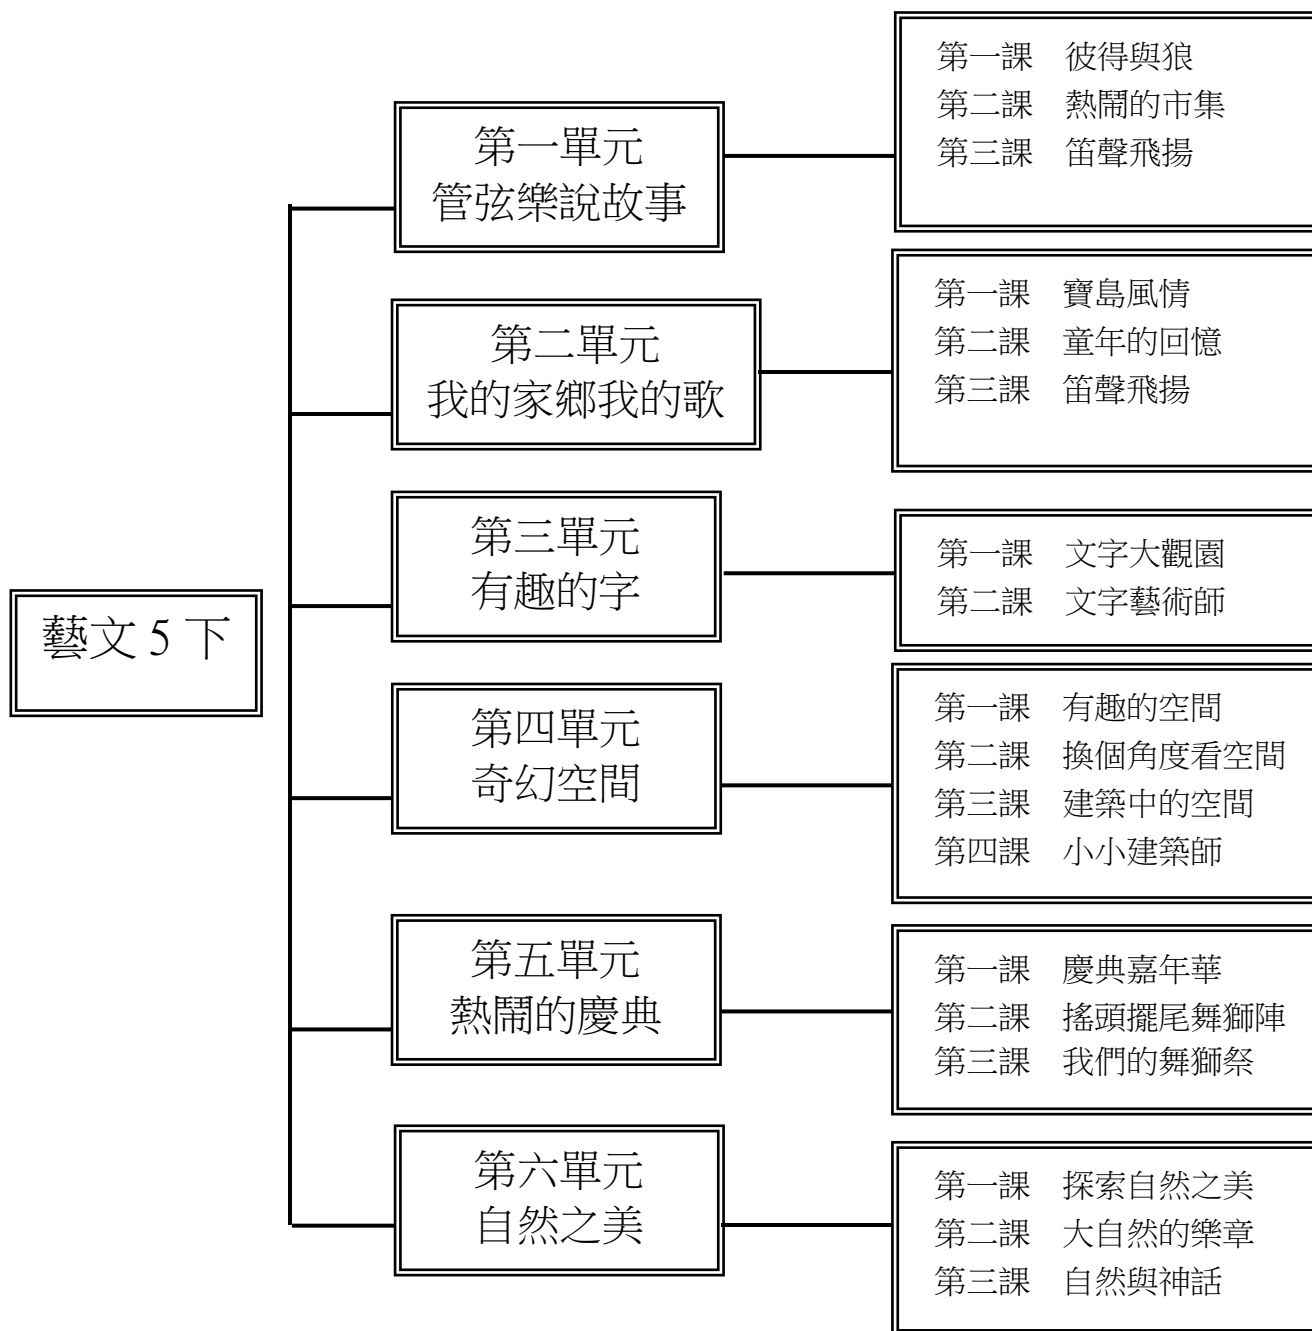 藝文 5 下
第一單元
管弦樂說故事
第一課　彼得與狼
第二課　熱鬧的市集
第三課　笛聲飛揚
第二單元
我的家鄉我的歌
第一課　寶島風情
第二課　童年的回憶
第三課　笛聲飛揚
第三單元
有趣的字
第一課　文字大觀園
第二課　文字藝術師
第四單元
奇幻空間
第一課　有趣的空間
第二課　換個角度看空間
第三課　建築中的空間
第四課　小小建築師
第五單元
熱鬧的慶典
第一課　慶典嘉年華
第二課　搖頭擺尾舞獅陣
第三課　我們的舞獅祭
第六單元
自然之美
第一課　探索自然之美
第二課　大自然的樂章
第三課　自然與神話